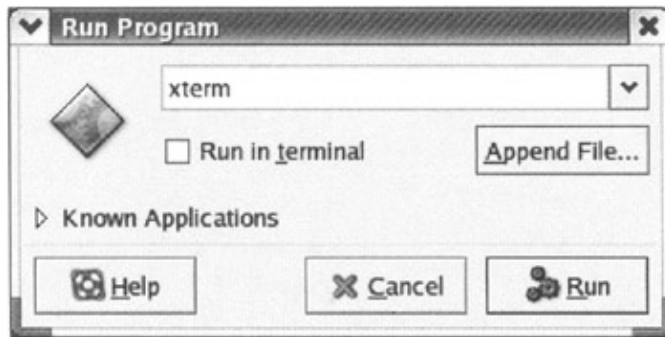 Run Program
xterm
Run in terminal
Append File...
Known Applications
Help
Cancel
Run